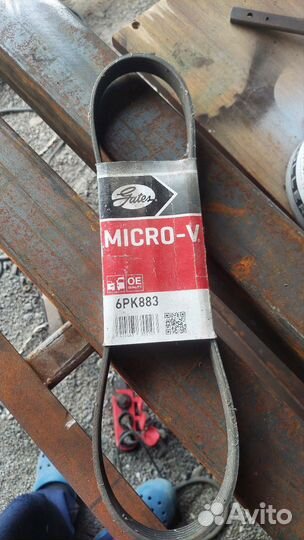 Gates
MICRO-V
OE
6PK883
Avito